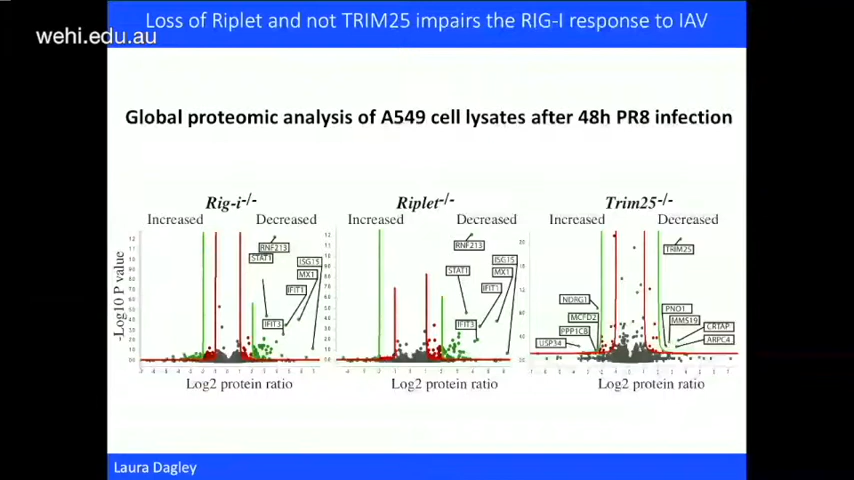 Loss of Riplet and not TRIM25 impairs the RIG-I response to IAV
wehi.edu.au
Global proteomic analysis of A549 cell lysates after 48h PR8 infection
Rig-i-/-
Increased Decreased
RNF213
STAT1
ISG15
MX1
IFIT1
IFIT3
-Log10 P value
Log2 protein ratio
Riplet-/-
Increased Decreased
RNF213
STAT1
ISG15
MX1
IFIT1
IFIT3
Log2 protein ratio
Trim25-/-
Increased Decreased
TRIM25
NDRG1
MCFD2
PPP1CB
USP34
PNO1
MMS19
CRTAP
ARPC4
Log2 protein ratio
Laura Dagley